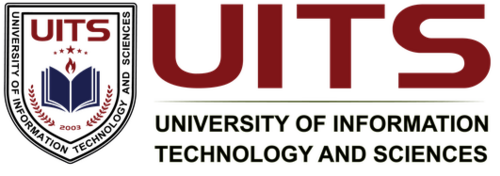 UITS
UNIVERSITY OF INFORMATION TECHNOLOGY AND SCIENCES
2003
UITS
UNIVERSITY OF INFORMATION
TECHNOLOGY AND SCIENCES